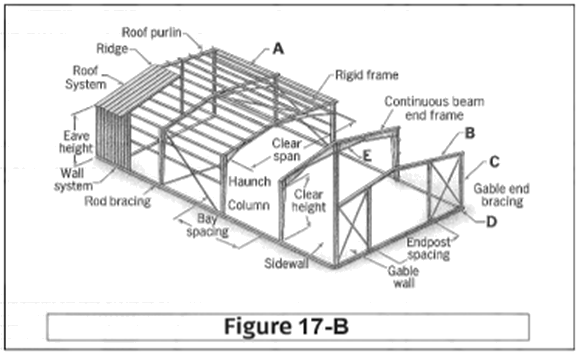 Roof purlin
Ridge
A
Roof
System
Rigid frame
Continuous beam
end frame
B
Eave
height
Clear
span
E
C
Wall
system
Haunch
Clear
height
Gable end
bracing
Rod bracing
Column
D
Bay
spacing
Endpost
spacing
Sidewall
Gable
wall
Figure 17-B